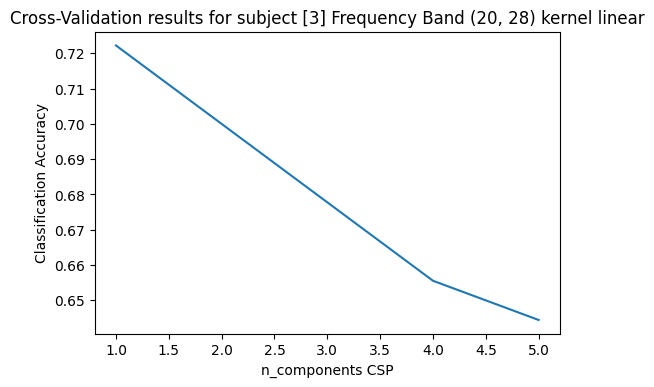 Cross-Validation results for subject [3] Frequency Band (20, 28) kernel linear
0.72
0.71
0.70
0.69
0.68
0.67
0.66
0.65
Classification Accuracy
1.0 1.5 2.0 2.5 3.0 3.5 4.0 4.5 5.0
n_components CSP